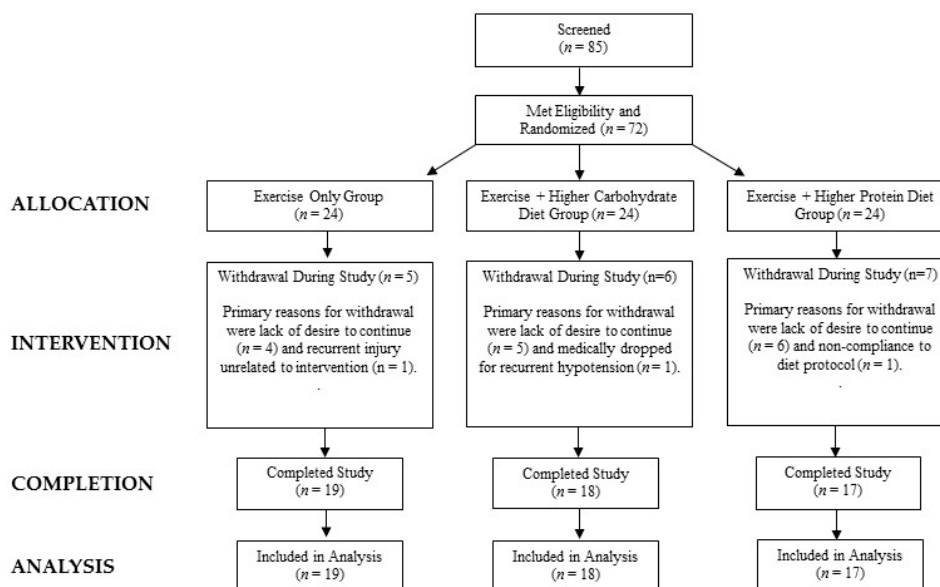 Screened
(n = 85)
Met Eligibility and
Randomized (n = 72)
ALLOCATION
Exercise Only Group
(n = 24)
Exercise + Higher Carbohydrate
Diet Group (n = 24)
Exercise + Higher Protein Diet
Group (n = 24)
INTERVENTION
Withdrawal During Study (n = 5)
Primary reasons for withdrawal
were lack of desire to continue
(n = 4) and recurrent injury
unrelated to intervention (n = 1).
.
Withdrawal During Study (n=6)
Primary reasons for withdrawal
were lack of desire to continue
(n = 5) and medically dropped
for recurrent hypotension (n = 1).
Withdrawal During Study (n=7)
Primary reasons for withdrawal
were lack of desire to continue
(n = 6) and non-compliance to
diet protocol (n = 1).
.
COMPLETION
Completed Study
(n = 19)
Completed Study
(n = 18)
Completed Study
(n = 17)
ANALYSIS
Included in Analysis
(n = 19)
Included in Analysis
(n = 18)
Included in Analysis
(n = 17)